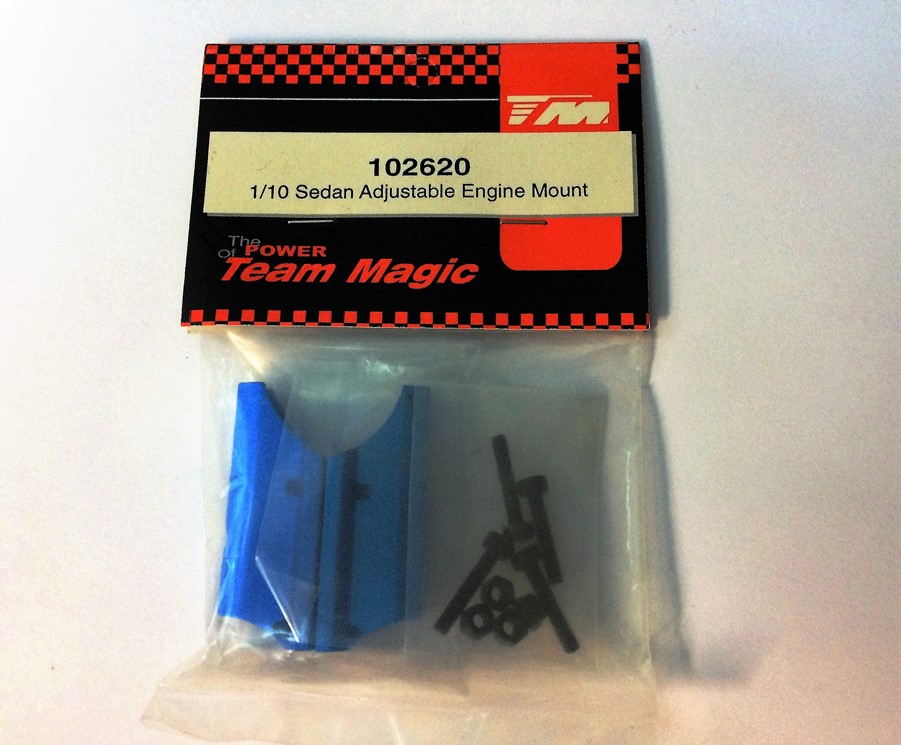 TM
102620
1/10 Sedan Adjustable Engine Mount
The
Of POWER
Team Magic